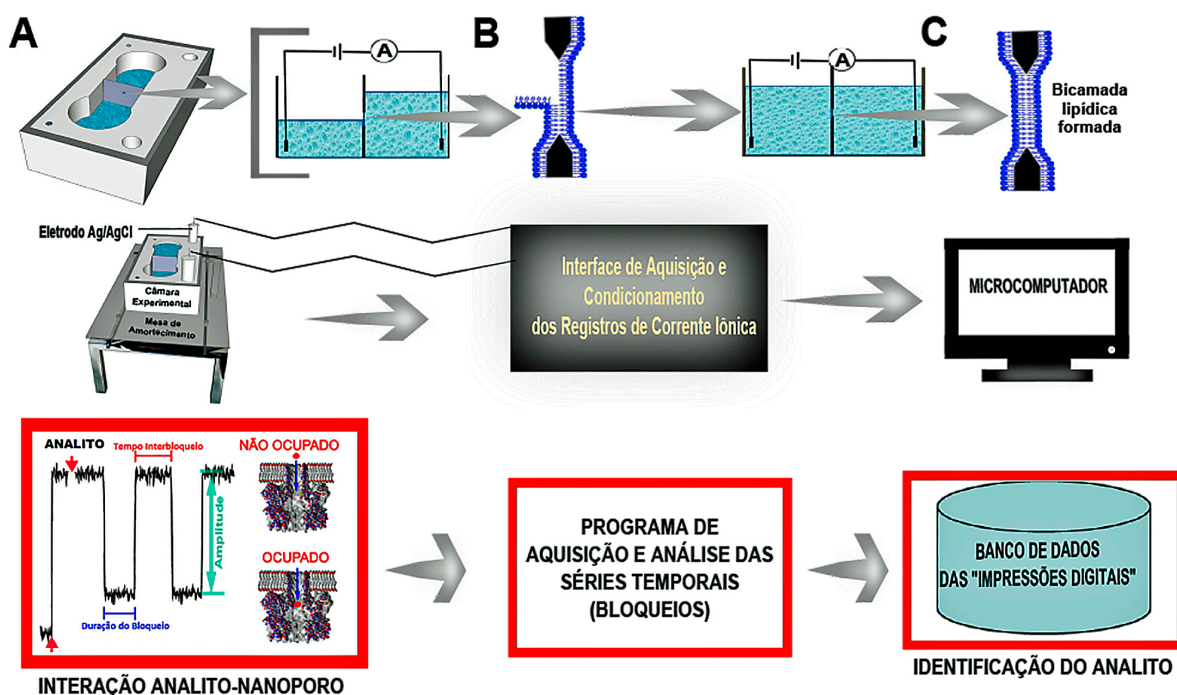 A
B
C
A
A
Bicamada
lipídica
formada
Eletrodo Ag/AgCl
Câmara
Experimental
Mesa de
Amortecimento
Interface de Aquisição e
Condicionamento
dos Registros de Corrente Iônica
MICROCOMPUTADOR
ANALITO
Tempo Interbloqueio
NÃO OCUPADO
Amplitude
OCUPADO
Duração do Bloqueio
INTERAÇÃO ANALITO-NANOPORO
PROGRAMA DE
AQUISIÇÃO E ANÁLISE DAS
SÉRIES TEMPORAIS
(BLOQUEIOS)
BANCO DE DADOS
DAS "IMPRESSÕES DIGITAIS"
IDENTIFICAÇÃO DO ANALITO